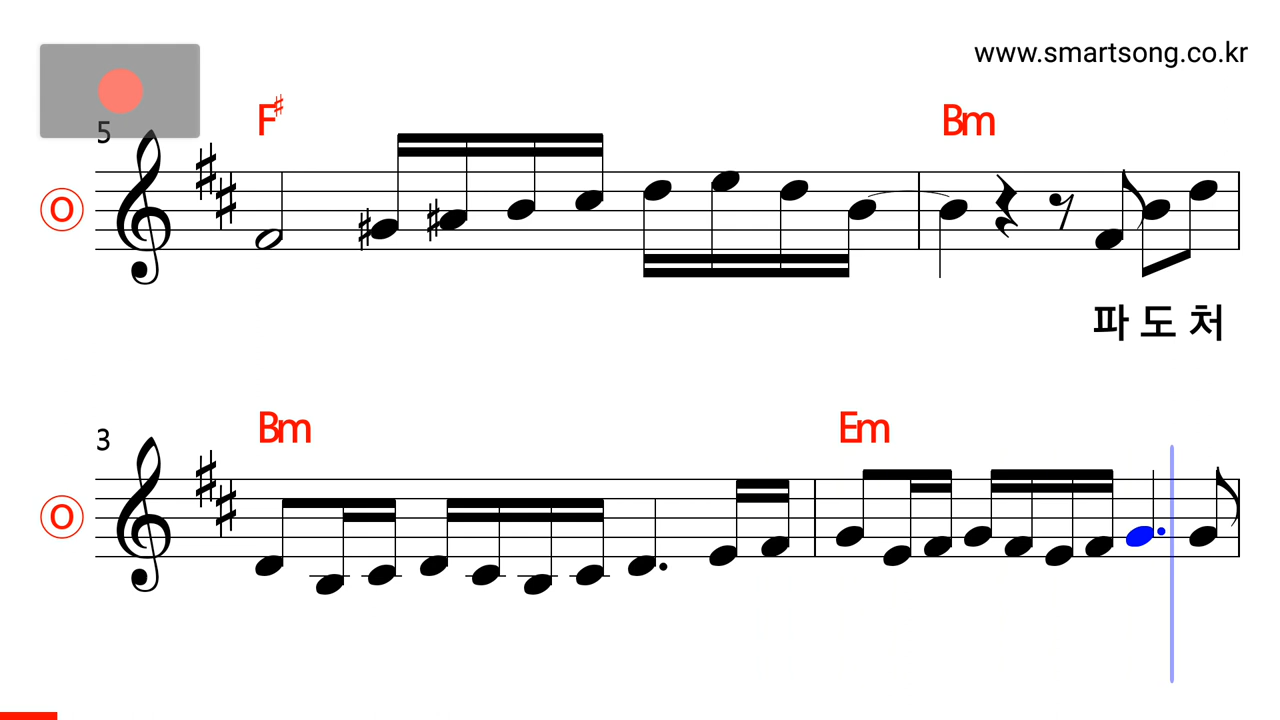 www.smartsong.co.kr
F♯ Bm
5
O
파 도 처
Bm Em
3
O